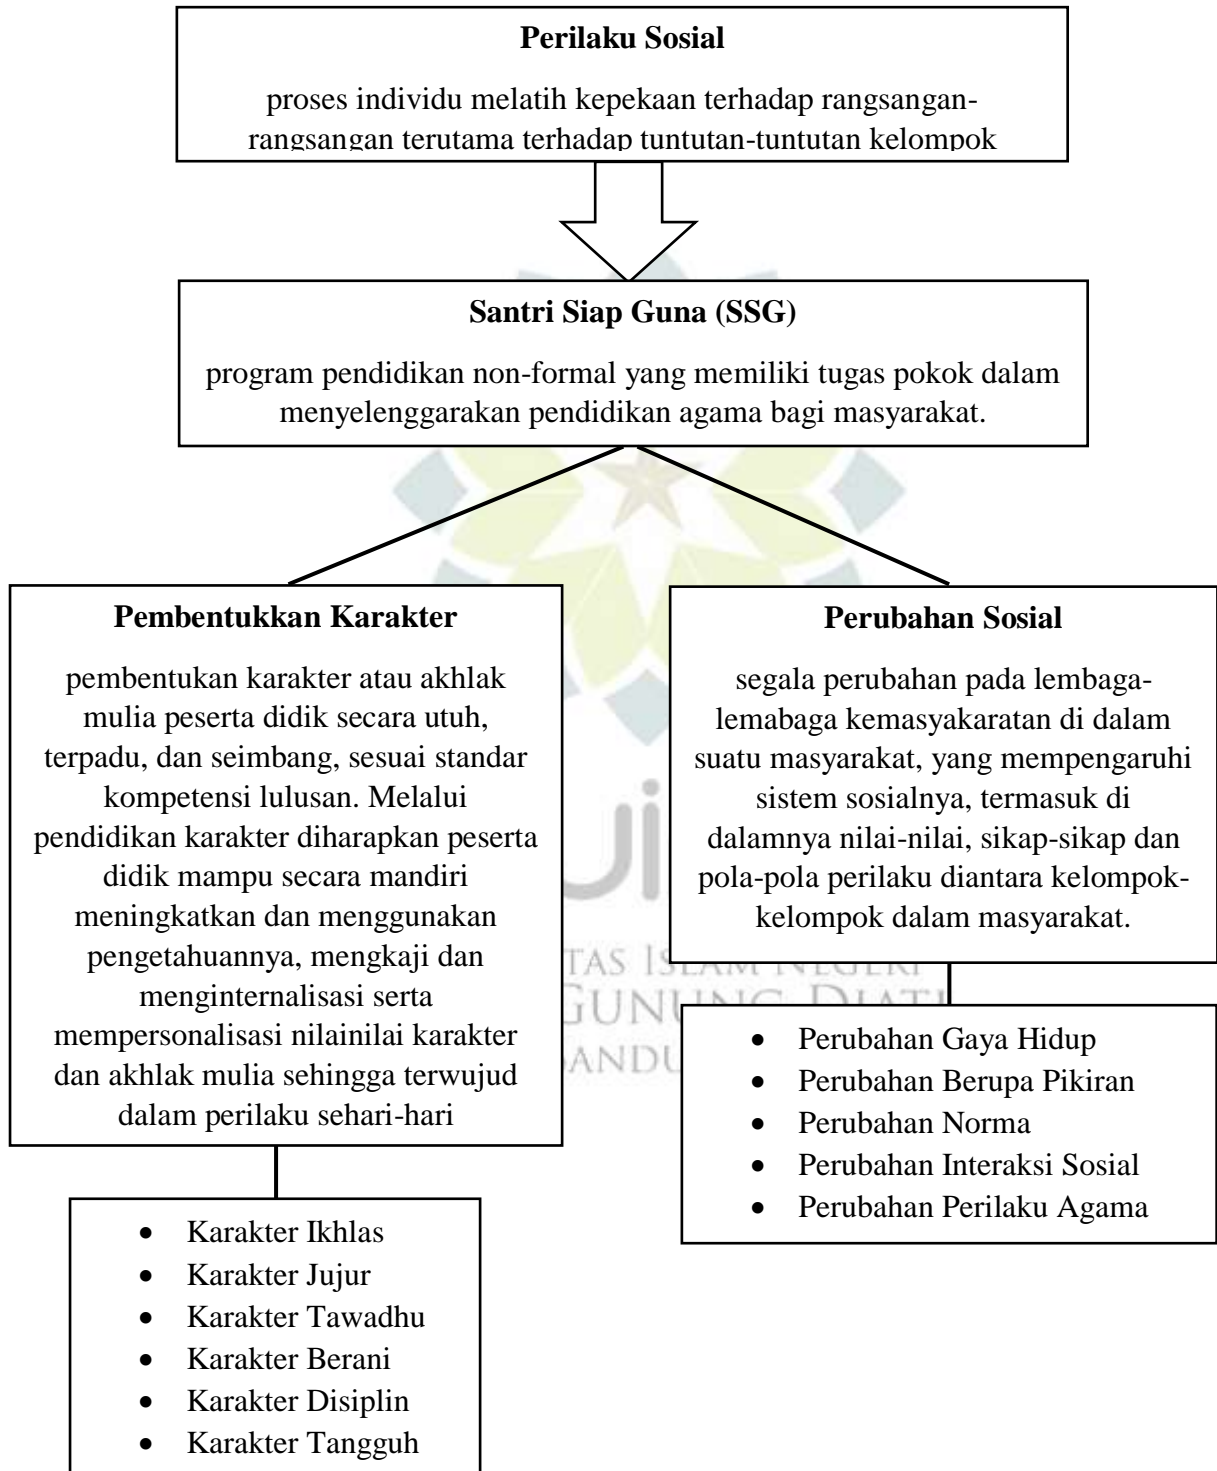 Perilaku Sosial
proses individu melatih kepekaan terhadap rangsangan-
rangsangan terutama terhadap tuntutan-tuntutan kelompok
Santri Siap Guna (SSG)
program pendidikan non-formal yang memiliki tugas pokok dalam
menyelenggarakan pendidikan agama bagi masyarakat.
Pembentukkan Karakter
pembentukan karakter atau akhlak
mulia peserta didik secara utuh,
terpadu, dan seimbang, sesuai standar
kompetensi lulusan. Melalui
pendidikan karakter diharapkan peserta
didik mampu secara mandiri
meningkatkan dan menggunakan
pengetahuannya, mengkaji dan
menginternalisasi serta
mempersonalisasi nilainilai karakter
dan akhlak mulia sehingga terwujud
dalam perilaku sehari-hari
Perubahan Sosial
segala perubahan pada lembaga-
lemabaga kemasyakaratan di dalam
suatu masyarakat, yang mempengaruhi
sistem sosialnya, termasuk di
dalamnya nilai-nilai, sikap-sikap dan
pola-pola perilaku diantara kelompok-
kelompok dalam masyarakat.
• Perubahan Gaya Hidup
• Perubahan Berupa Pikiran
• Perubahan Norma
• Perubahan Interaksi Sosial
• Perubahan Perilaku Agama
• Karakter Ikhlas
• Karakter Jujur
• Karakter Tawadhu
• Karakter Berani
• Karakter Disiplin
• Karakter Tangguh
ISLAM NEGERI